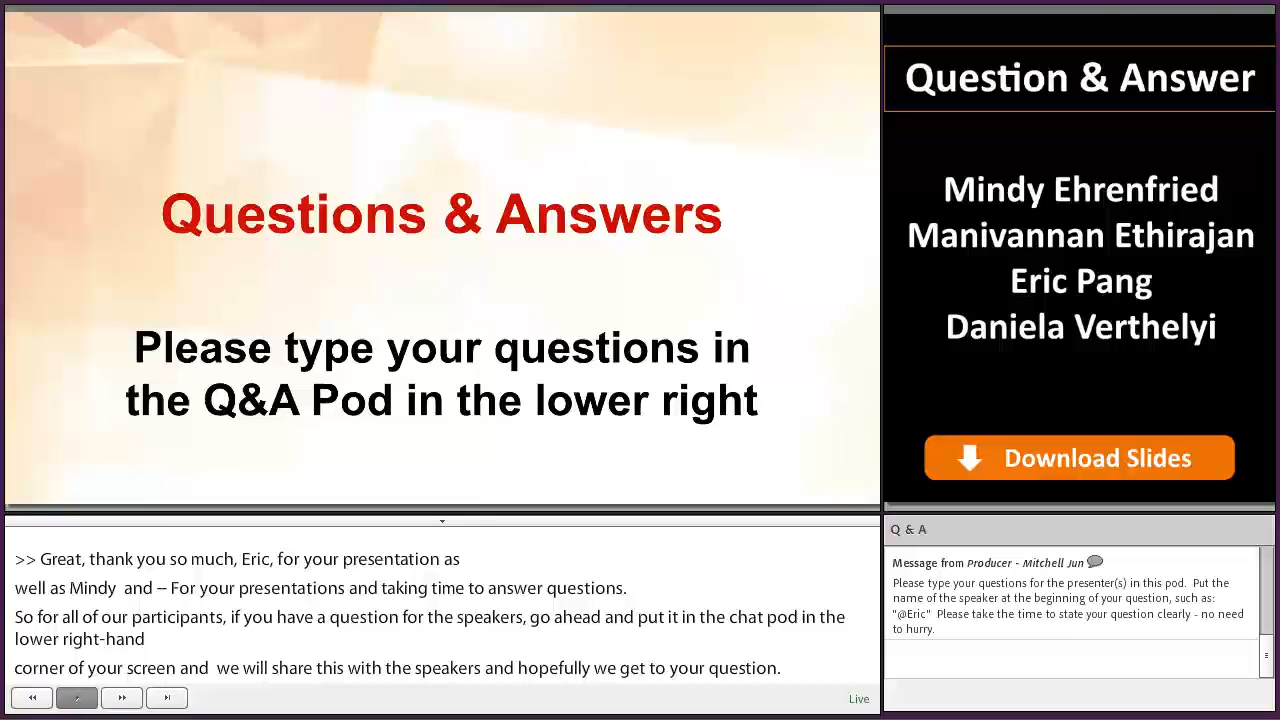 Questions & Answers
Please type your questions in
the Q&A Pod in the lower right
Question & Answer
Mindy Ehrenfried
Manivannan Ethirajan
Eric Pang
Daniela Verthelyi
Download Slides
>> Great, thank you so much, Eric, for your presentation as
well as Mindy  and -- For your presentations and taking time to answer questions.
So for all of our participants, if you have a question for the speakers, go ahead and put it in the chat pod in the
lower right-hand
corner of your screen and  we will share this with the speakers and hopefully we get to your question.
Live
Q & A
Message from Producer - Mitchell Jun
Please type your questions for the presenter(s) in this pod.  Put the
name of the speaker at the beginning of your question, such as:
"@Eric"  Please take the time to state your question clearly - no need
to hurry.